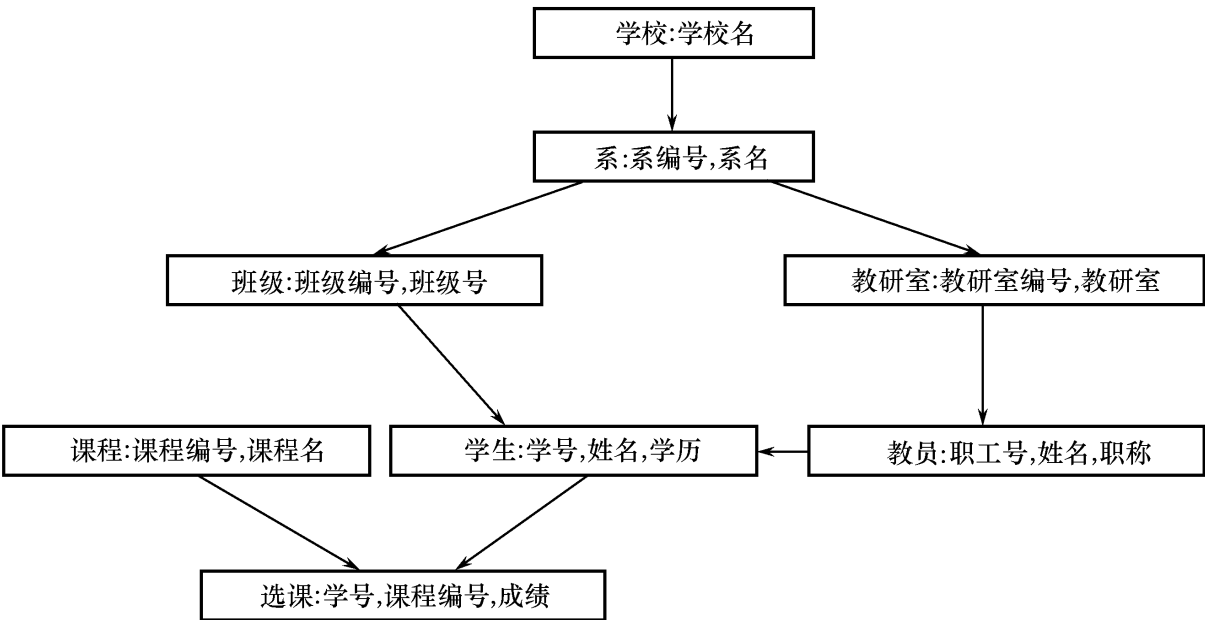 学校:学校名
系:系编号,系名
班级:班级编号,班级号
教研室:教研室编号,教研室
课程:课程编号,课程名
学生:学号,姓名,学历
教员:职工号,姓名,职称
选课:学号,课程编号,成绩